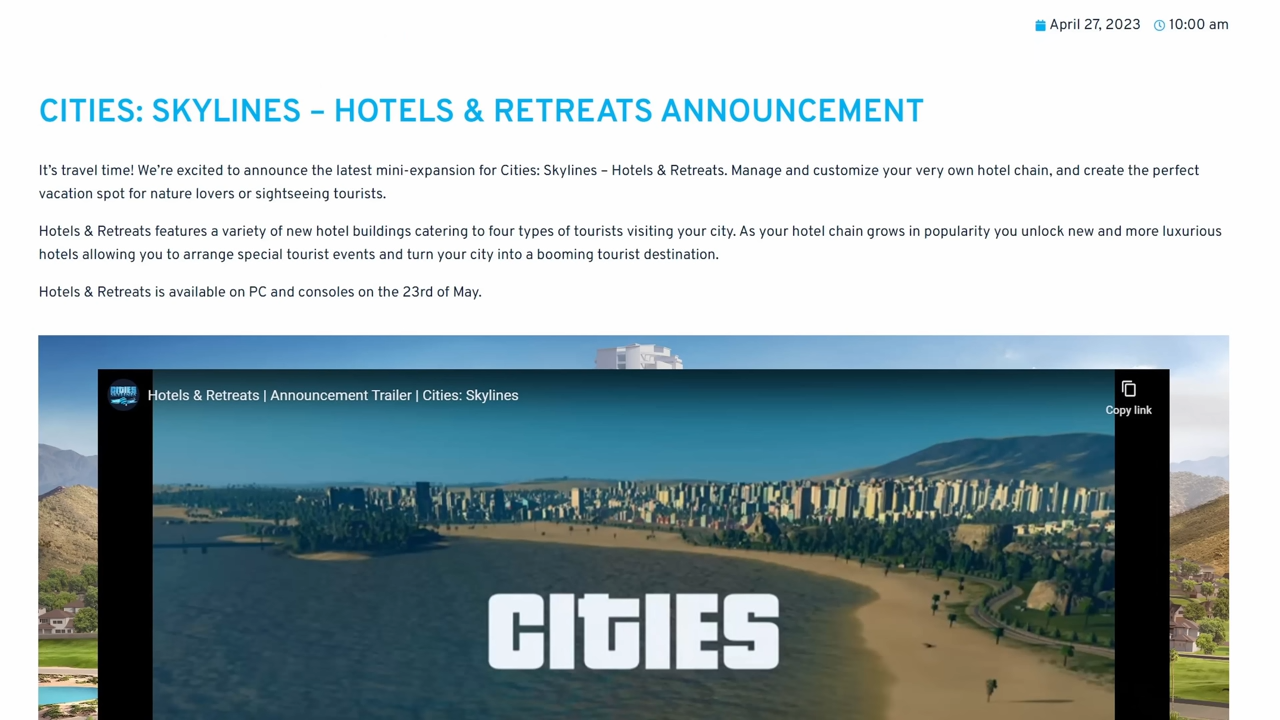 April 27, 2023 10:00 am
CITIES: SKYLINES – HOTELS & RETREATS ANNOUNCEMENT
It’s travel time! We’re excited to announce the latest mini-expansion for Cities: Skylines – Hotels & Retreats. Manage and customize your very own hotel chain, and create the perfect
vacation spot for nature lovers or sightseeing tourists.
Hotels & Retreats features a variety of new hotel buildings catering to four types of tourists visiting your city. As your hotel chain grows in popularity you unlock new and more luxurious
hotels allowing you to arrange special tourist events and turn your city into a booming tourist destination.
Hotels & Retreats is available on PC and consoles on the 23rd of May.
CITIES
Hotels & Retreats | Announcement Trailer | Cities: Skylines
Copy link
CITIES